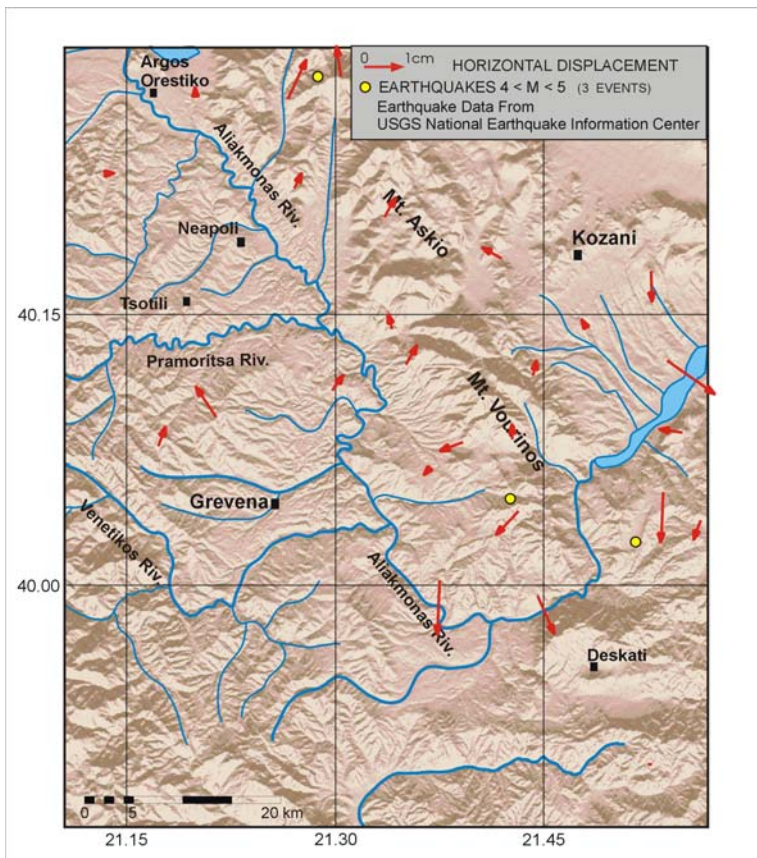 0 1cm
HORIZONTAL DISPLACEMENT
EARTHQUAKES 4 < M < 5 (3 EVENTS)
Earthquake Data From
USGS National Earthquake Information Center
Argos
Orestiko
Aliakmonas Riv.
Neapoli
Mt. Askio
Kozani
Tsotili
40.15
Pramoritsa Riv.
Mt. Vourinos
Grevena
Venetikos Riv.
Aliakmonas Riv.
40.00
Deskati
0 5 20 km
21.15 21.30 21.45